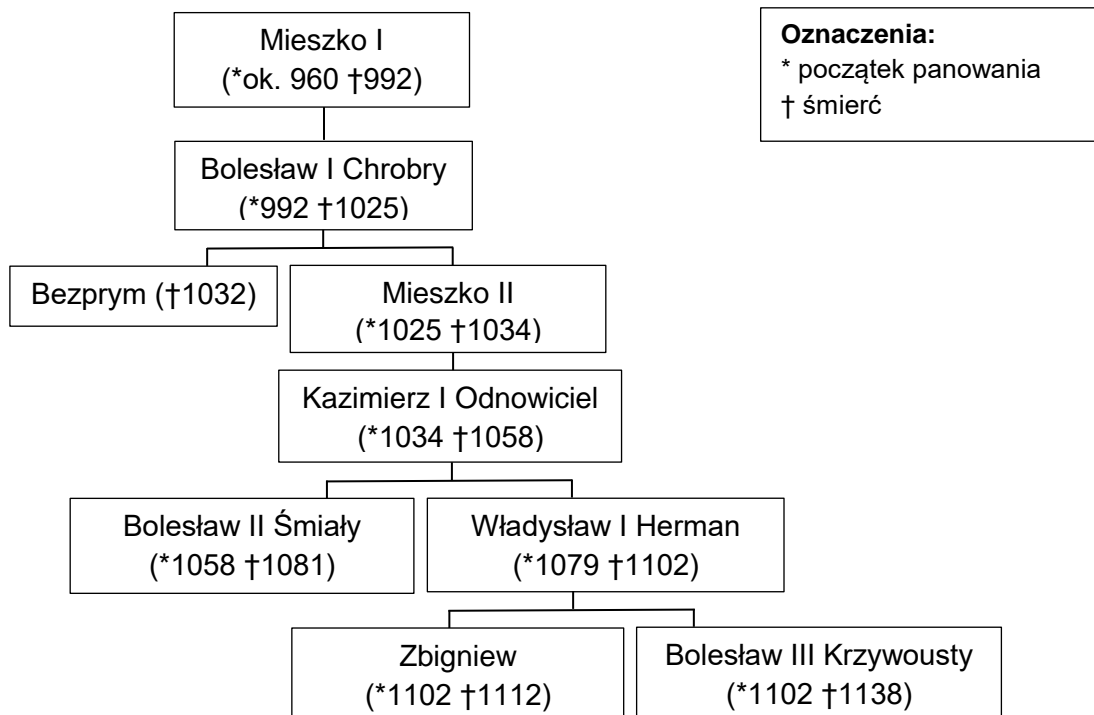 Mieszko I
(*ok. 960 †992)
Oznaczenia:
* początek panowania
† śmierć
Bolesław I Chrobry
(*992 †1025)
Bezprym (†1032)
Mieszko II
(*1025 †1034)
Kazimierz I Odnowiciel
(*1034 †1058)
Bolesław II Śmiały
(*1058 †1081)
Władysław I Herman
(*1079 †1102)
Zbigniew
(*1102 †1112)
Bolesław III Krzywousty
(*1102 †1138)